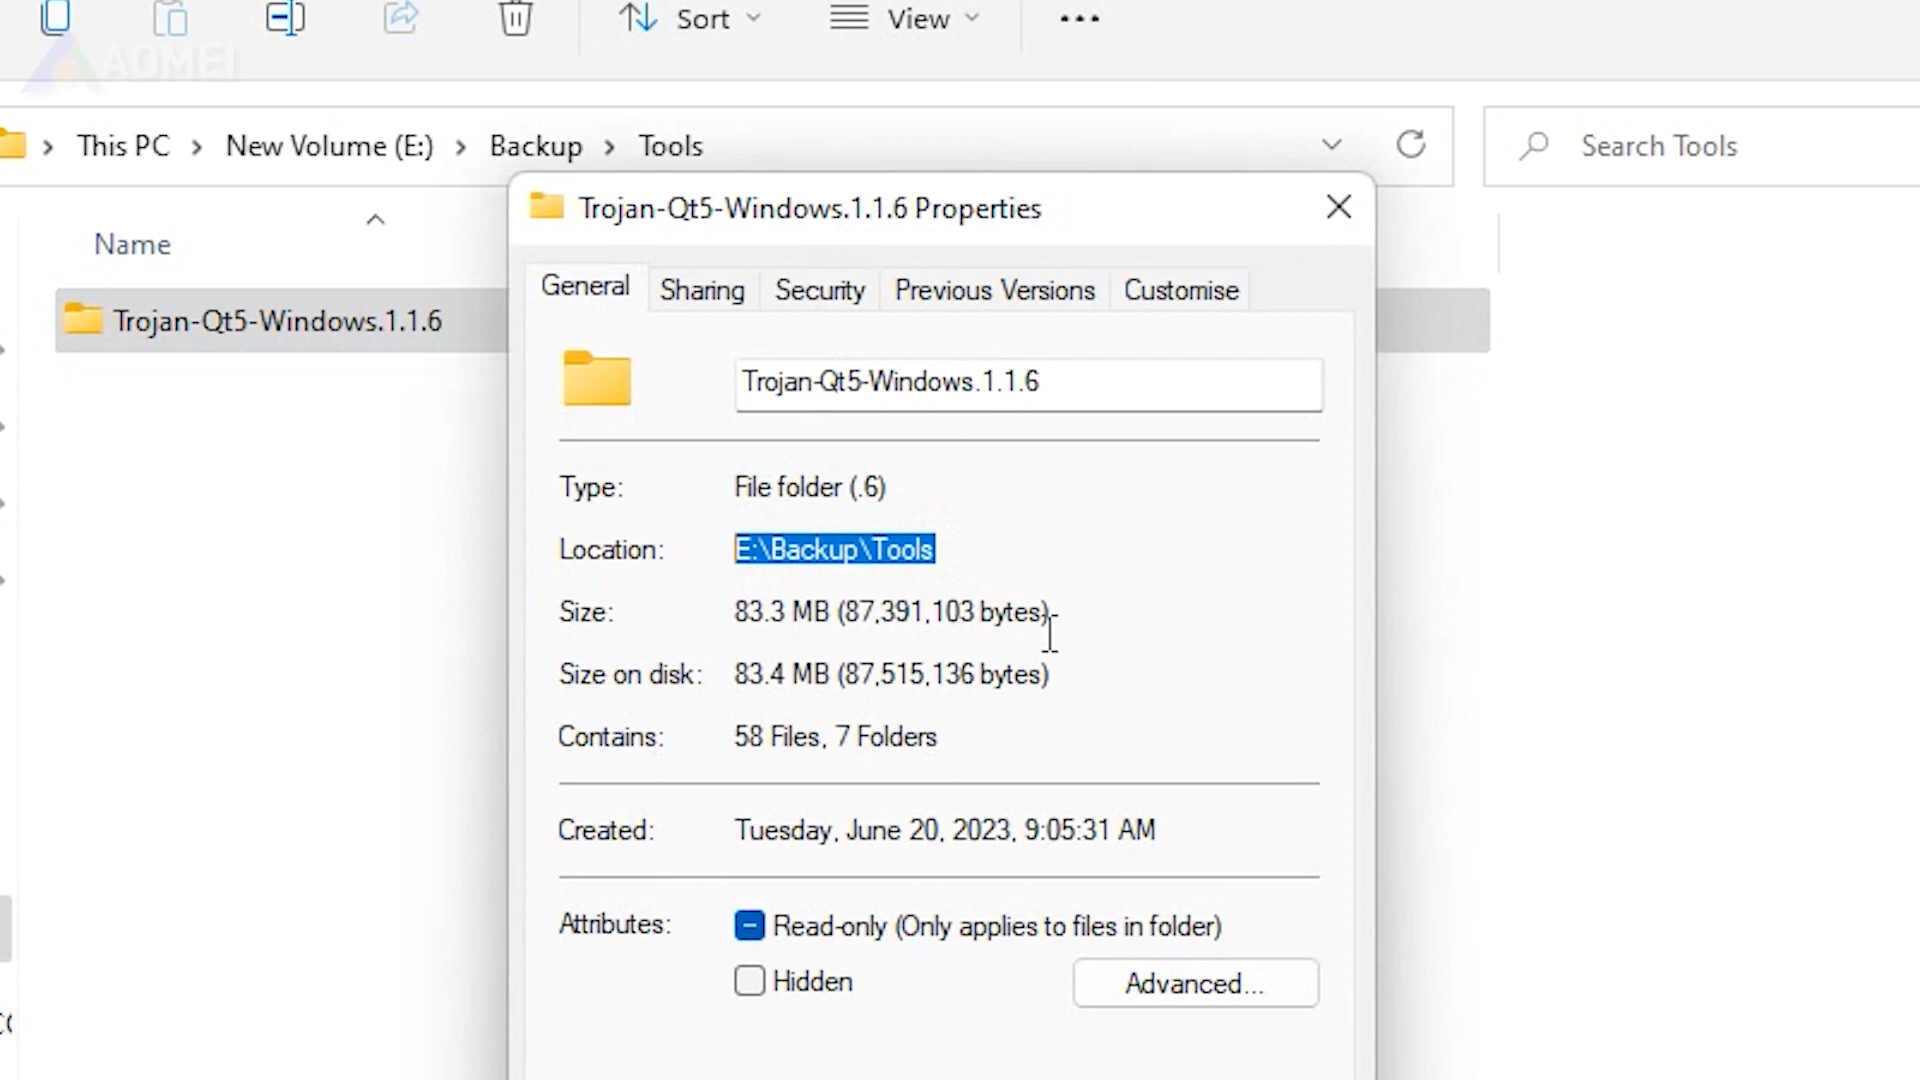 Sort
View
AOMEI
This PC > New Volume (E:) > Backup > Tools
Search Tools
Trojan-Qt5-Windows.1.1.6 Properties
Name
General
Sharing
Security
Previous Versions
Customise
Trojan-Qt5-Windows.1.1.6
Trojan-Qt5-Windows.1.1.6
Type: File folder (.6)
Location: E:\Backup\Tools
Size: 83.3 MB (87,391,103 bytes)
Size on disk: 83.4 MB (87,515,136 bytes)
Contains: 58 Files, 7 Folders
Created: Tuesday, June 20, 2023, 9:05:31 AM
Attributes: Read-only (Only applies to files in folder)
Hidden
Advanced...